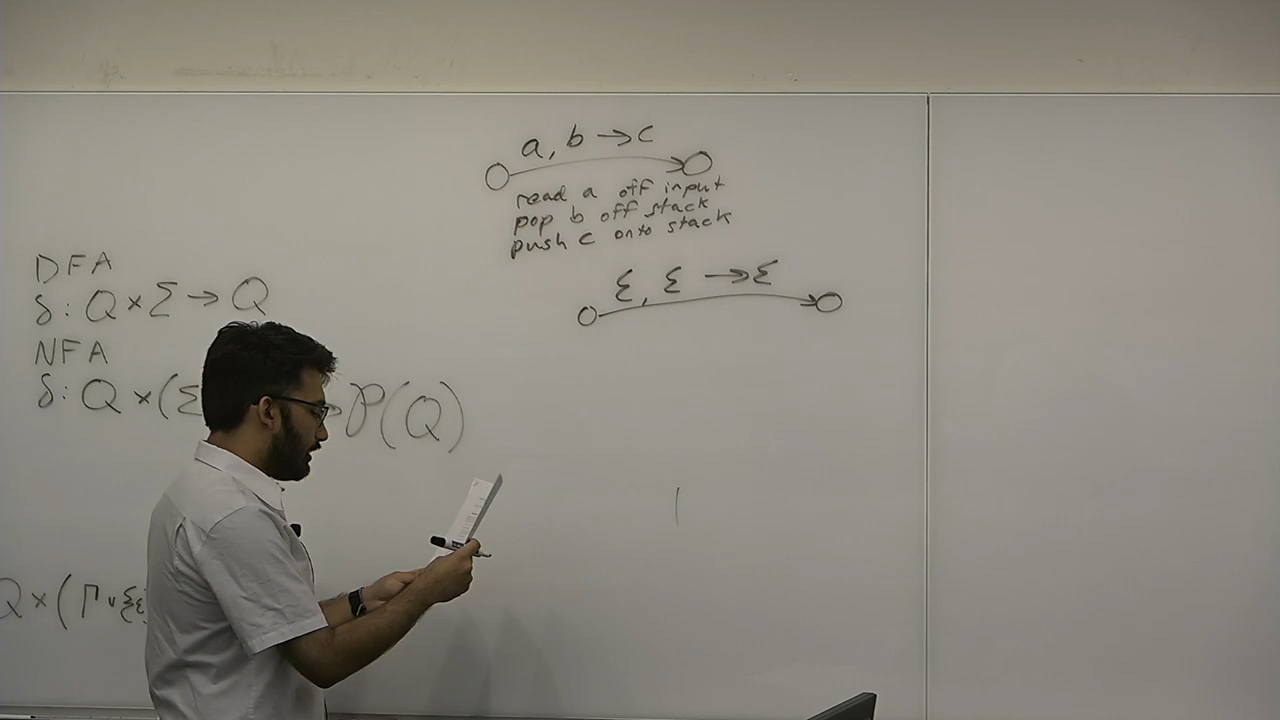 DFA
δ: Q × Σ → Q
NFA
δ: Q × (Σ P(Q)
Q × (Γ ∪ {ε
a, b → c
read a off input
pop b off stack
push c onto stack
ε, ε → ε